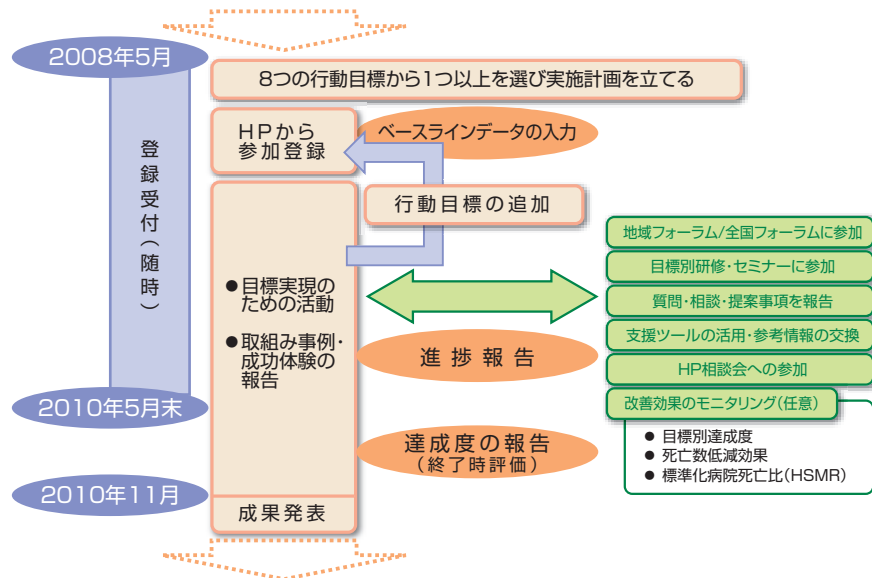 2008年5月
8つの行動目標から1つ以上を選び実施計画を立てる
HPから
参加登録
ベースラインデータの入力
行動目標の追加
登録受付(随時)
●目標実現の
ための活動
●取組み事例・
成功体験の
報告
地域フォーラム/全国フォーラムに参加
目標別研修・セミナーに参加
質問・相談・提案事項を報告
支援ツールの活用・参考情報の交換
HP相談会への参加
改善効果のモニタリング(任意)
● 目標別達成度
● 死亡数低減効果
● 標準化病院死亡比(HSMR)
進捗報告
2010年5月末
達成度の報告
(終了時評価)
2010年11月
成果発表